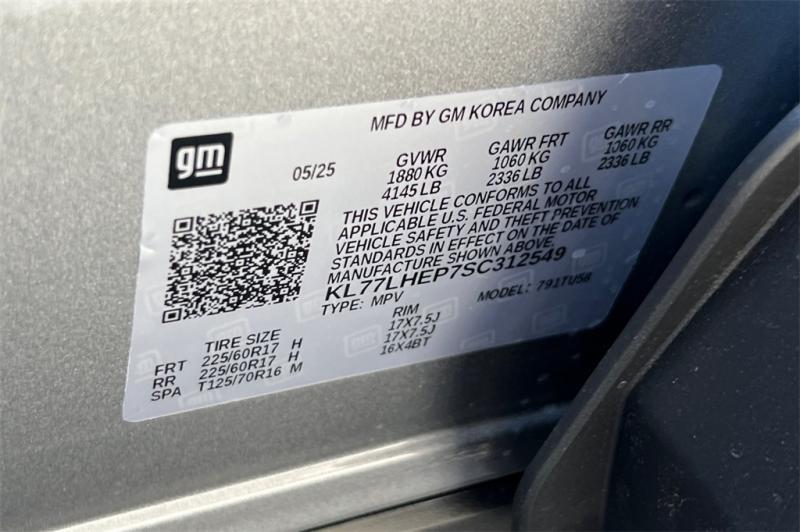 MFD BY GM KOREA COMPANY
gm
05/25
GVWR GAWR FRT GAWR RR
1880 KG 1060 KG 1060 KG
4145 LB 2336 LB 2336 LB
THIS VEHICLE CONFORMS TO ALL
APPLICABLE U.S. FEDERAL MOTOR
VEHICLE SAFETY AND THEFT PREVENTION
STANDARDS IN EFFECT ON THE DATE OF
MANUFACTURE SHOWN ABOVE.
KL77LHEP7SC312549
TYPE: MPV MODEL: 791TU58
TIRE SIZE RIM
FRT 225/60R17 H 17X7.5J
RR 225/60R17 H 17X7.5J
SPA T125/70R16 M 16X4BT